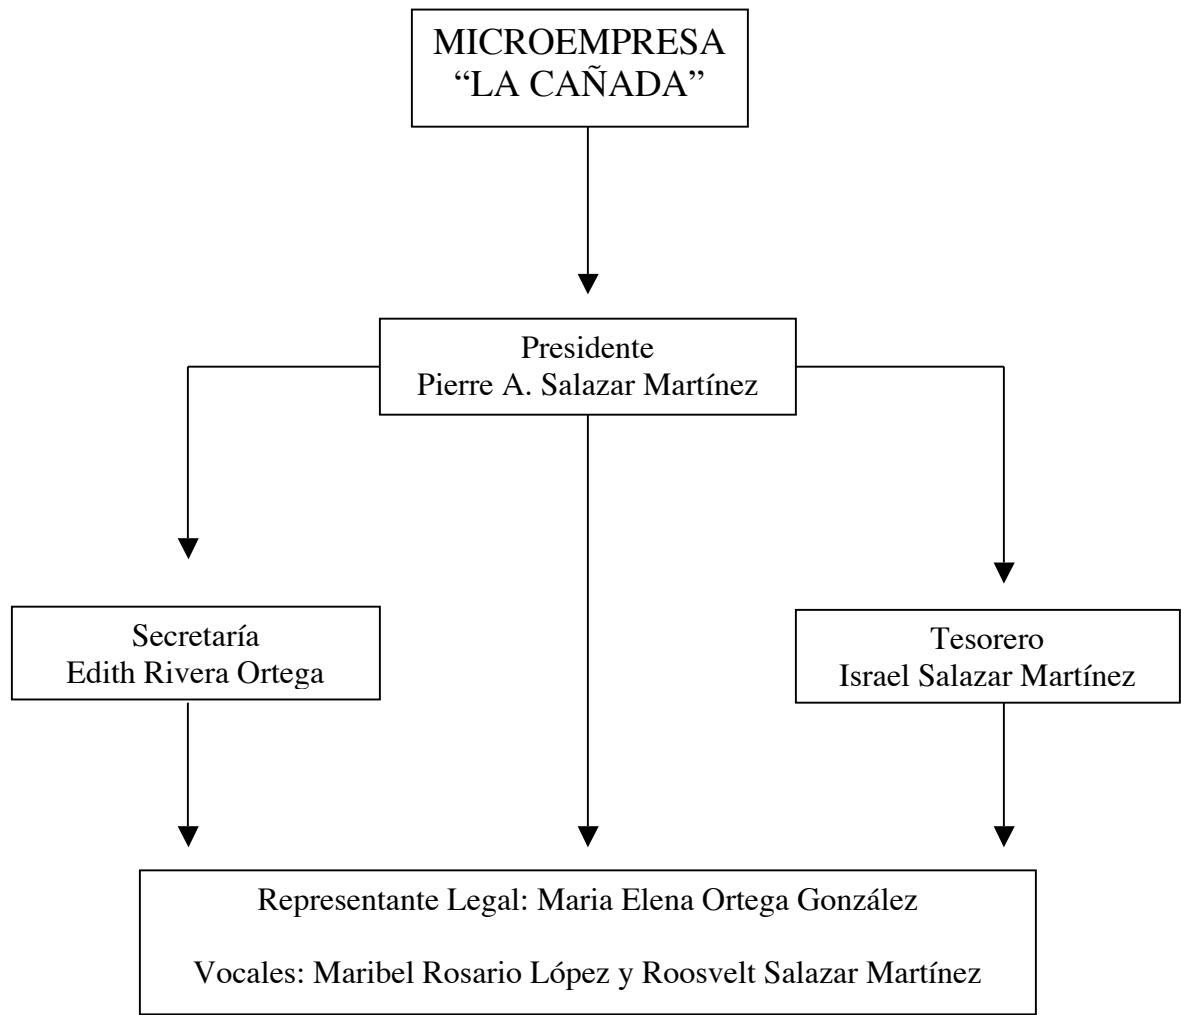 MICROEMPRESA
“LA CAÑADA”
Presidente
Pierre A. Salazar Martínez
Secretaría
Edith Rivera Ortega
Tesorero
Israel Salazar Martínez
Representante Legal: Maria Elena Ortega González
Vocales: Maribel Rosario López y Roosvelt Salazar Martínez